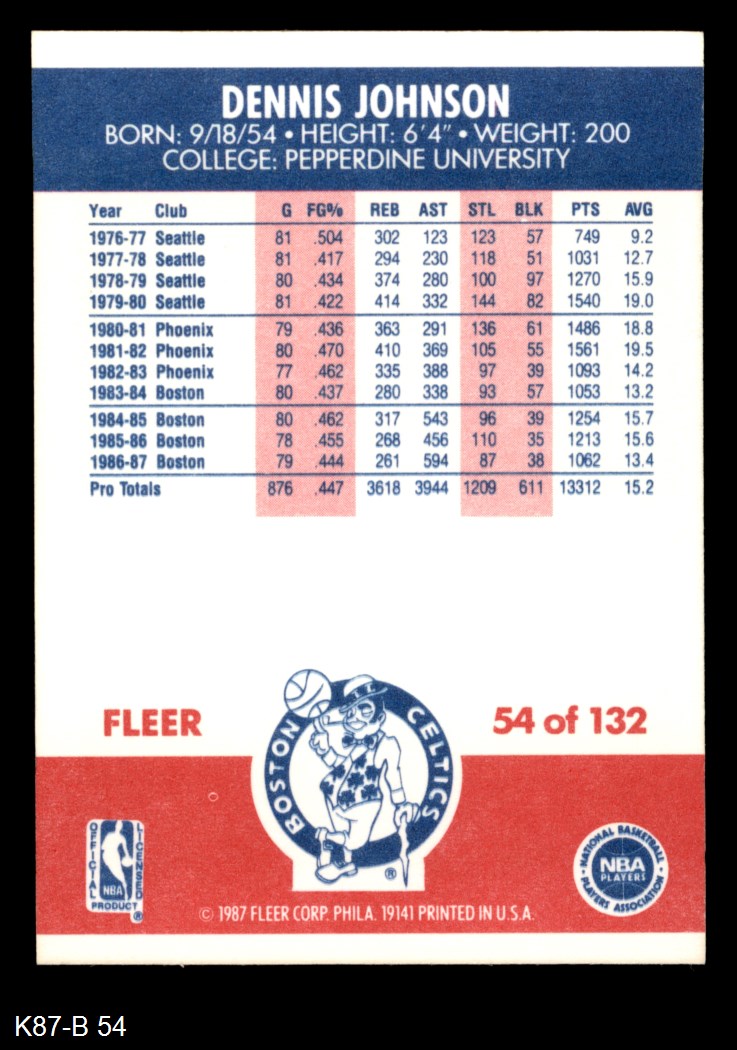 DENNIS JOHNSON
BORN: 9/18/54 • HEIGHT: 6'4" • WEIGHT: 200
COLLEGE: PEPPERDINE UNIVERSITY
Year Club G FG% REB AST STL BLK PTS AVG
1976-77 Seattle 81 .504 302 123 123 57 749 9.2
1977-78 Seattle 81 .417 294 230 118 51 1031 12.7
1978-79 Seattle 80 .434 374 280 100 97 1270 15.9
1979-80 Seattle 81 .422 414 332 144 82 1540 19.0
1980-81 Phoenix 79 .436 363 291 136 61 1486 18.8
1981-82 Phoenix 80 .470 410 369 105 55 1561 19.5
1982-83 Phoenix 77 .462 335 388 97 39 1093 14.2
1983-84 Boston 80 .437 280 338 93 57 1053 13.2
1984-85 Boston 80 .462 317 543 96 39 1254 15.7
1985-86 Boston 78 .455 268 456 110 35 1213 15.6
1986-87 Boston 79 .444 261 594 87 38 1062 13.4
Pro Totals 876 .447 3618 3944 1209 611 13312 15.2
FLEER
BOSTON CELTICS
®
54 of 132
OFFICIAL LICENSED
NBA
PRODUCT
®
NATIONAL BASKETBALL
NBA
PLAYERS
PLAYERS ASSOCIATION
© 1987 FLEER CORP. PHILA. 19141 PRINTED IN U.S.A.
K87-B 54